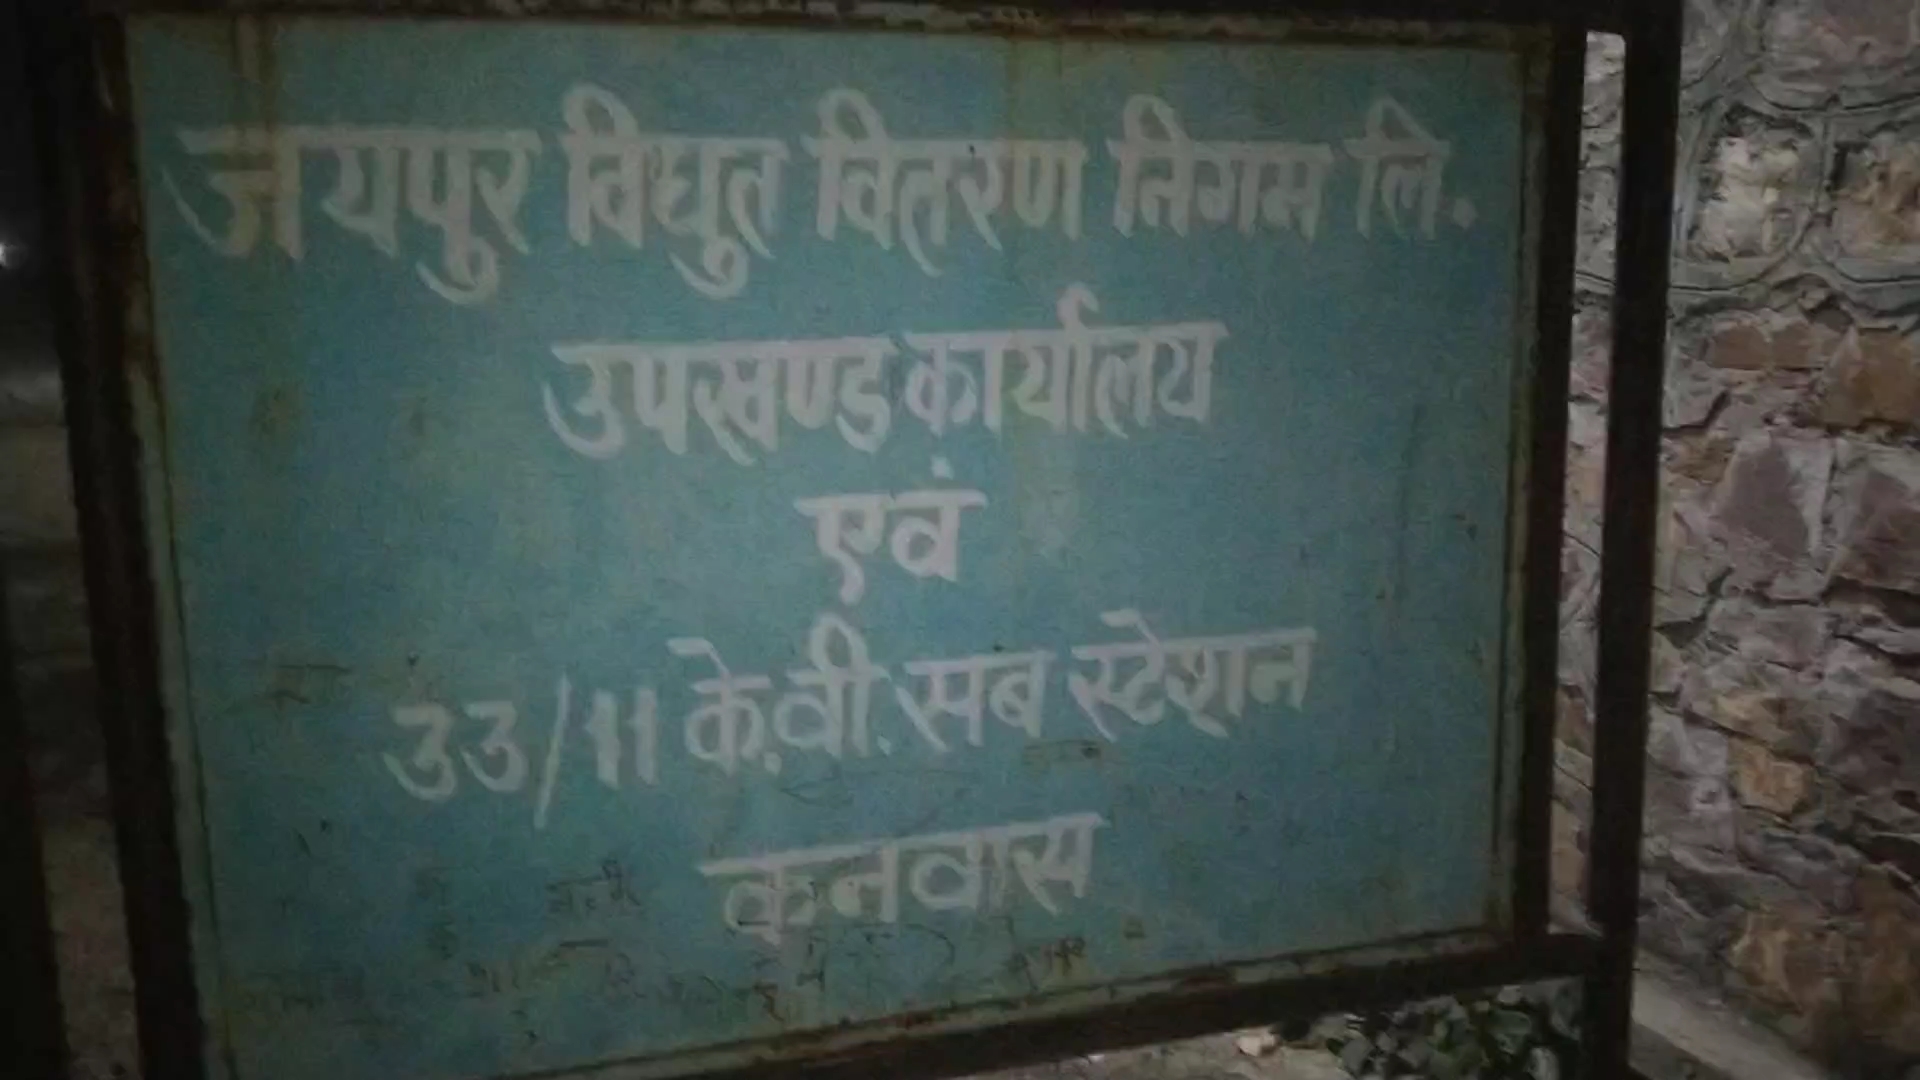 जयपुर विघुत वितरण निगम लि.
उपखण्ड कार्यालय
एवं
33/11 के.वी. सब स्टेशन
कनवास